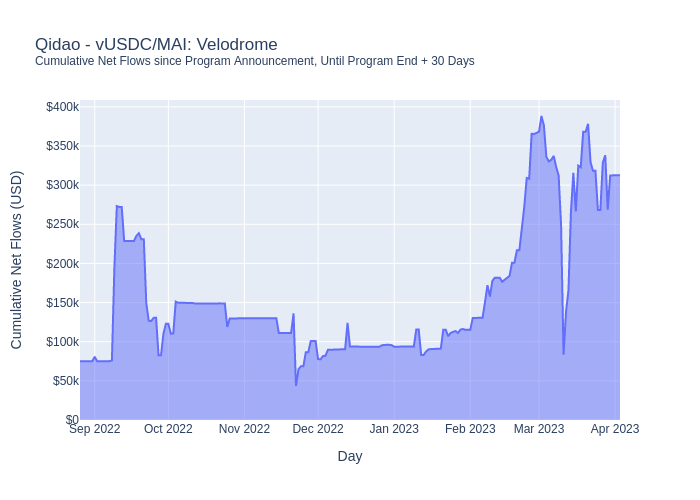 Qidao - vUSDC/MAI: Velodrome
Cumulative Net Flows since Program Announcement, Until Program End + 30 Days
Cumulative Net Flows (USD)
$400k
$350k
$300k
$250k
$200k
$150k
$100k
$50k
$0
Sep 2022 Oct 2022 Nov 2022 Dec 2022 Jan 2023 Feb 2023 Mar 2023 Apr 2023
Day